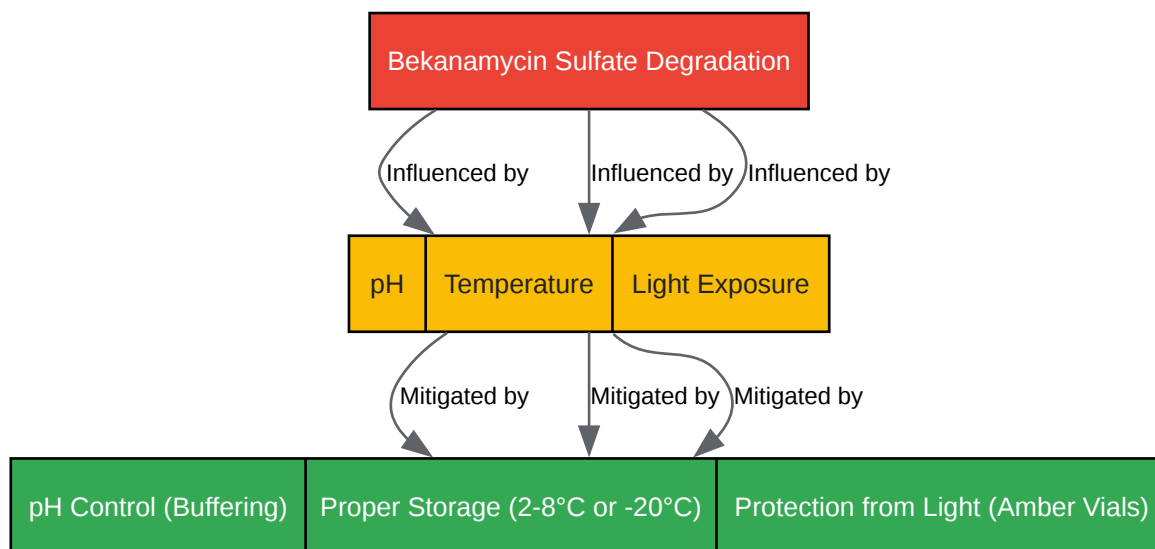 Bekanamycin Sulfate Degradation
Influenced by
Influenced by
Influenced by
pH
Temperature
Light Exposure
Mitigated by
Mitigated by
Mitigated by
pH Control (Buffering)
Proper Storage (2-8°C or -20°C)
Protection from Light (Amber Vials)